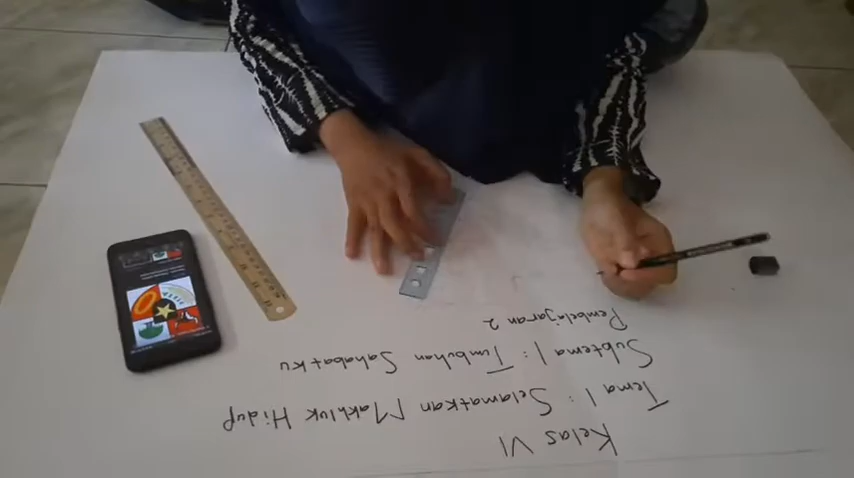 Kelas VI
Tema 1 : Selamatkan Makhluk Hidup
Subtema 1 : Tumbuhan Sahabatku
Pembelajaran 2